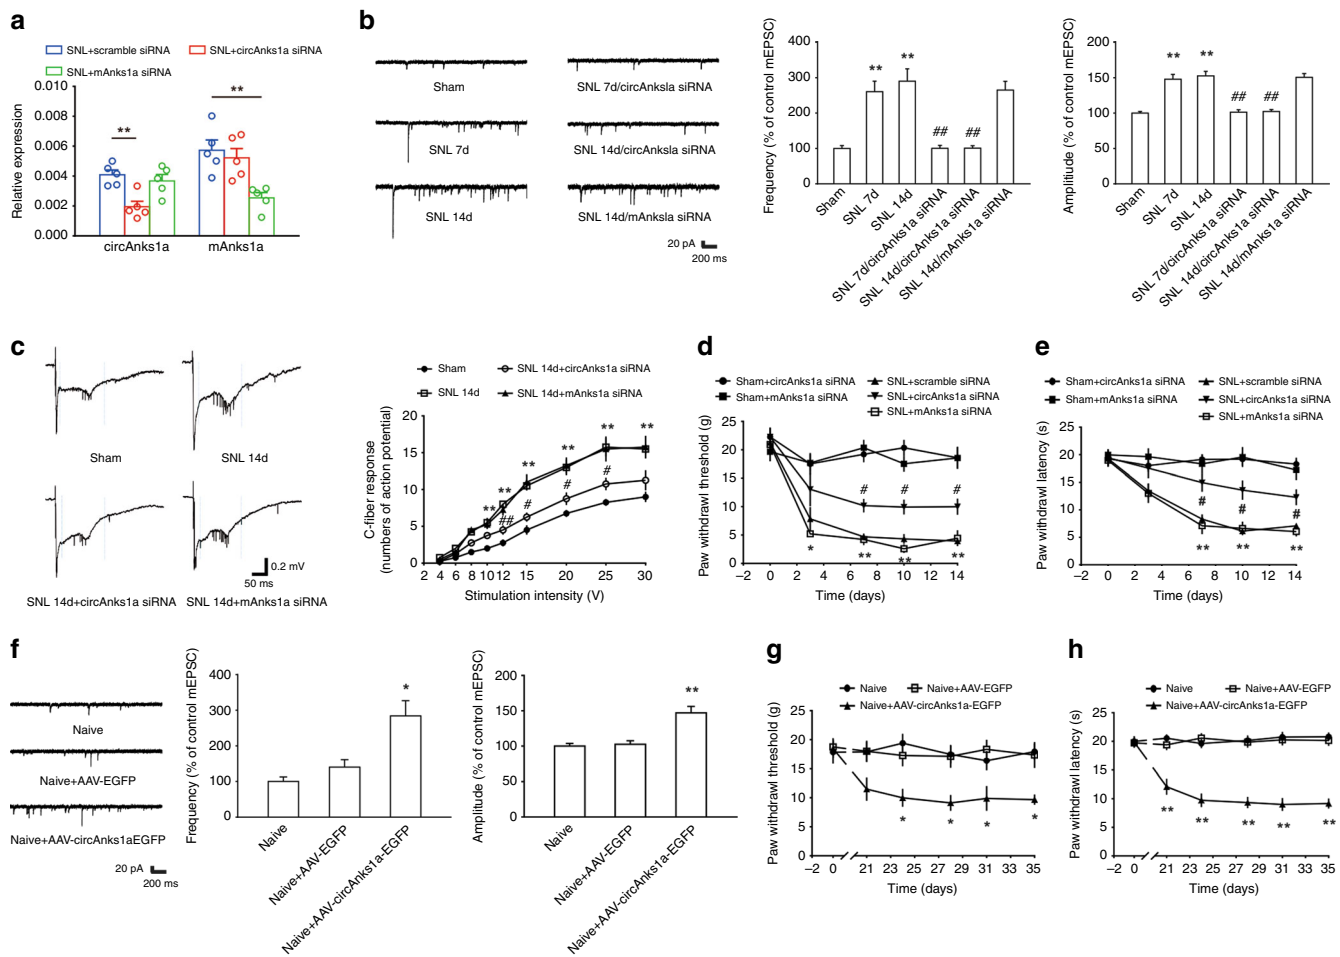 a
SNL+scramble siRNA
SNL+circAnks1a siRNA
SNL+mAnks1a siRNA
Relative expression
0.010
0.008
0.006
0.004
0.002
0.000
**
**
circAnks1a
mAnks1a
b
Sham
SNL 7d/circAnksla siRNA
SNL 7d
SNL 14d/circAnksla siRNA
SNL 14d
SNL 14d/mAnksla siRNA
20 pA
200 ms
Frequency (% of control mEPSC)
400
300
200
100
0
** ** ## ##
Sham
SNL 7d
SNL 14d
SNL 7d/circAnks1a siRNA
SNL 14d/circAnks1a siRNA
SNL 14d/mAnks1a siRNA
Amplitude (% of control mEPSC)
200
150
100
50
0
** ** ## ##
Sham
SNL 7d
SNL 14d
SNL 7d/circAnks1a siRNA
SNL 14d/circAnks1a siRNA
SNL 14d/mAnks1a siRNA
c
Sham
SNL 14d
SNL 14d+circAnks1a siRNA
SNL 14d+mAnks1a siRNA
0.2 mV
50 ms
Sham
SNL 14d+circAnks1a siRNA
SNL 14d
SNL 14d+mAnks1a siRNA
C-fiber response
(numbers of action potential)
20
15
10
5
0
** ** ** ** ** **
## # # #
2 4 6 8 10 12 15 20 25 30
Stimulation intensity (V)
d
Sham+circAnks1a siRNA
Sham+mAnks1a siRNA
SNL+scramble siRNA
SNL+circAnks1a siRNA
SNL+mAnks1a siRNA
Paw withdrawl threshold (g)
25
20
15
10
5
0
# # #
* ** ** **
−2 0 2 4 6 8 10 12 14
Time (days)
e
Sham+circAnks1a siRNA
Sham+mAnks1a siRNA
SNL+scramble siRNA
SNL+circAnks1a siRNA
SNL+mAnks1a siRNA
Paw withdrawl latency (s)
25
20
15
10
5
0
# # #
** ** **
−2 0 2 4 6 8 10 12 14
Time (days)
f
Naive
Naive+AAV-EGFP
Naive+AAV-circAnks1aEGFP
20 pA
200 ms
Frequency (% of control mEPSC)
400
300
200
100
0
*
Naive
Naive+AAV-EGFP
Naive+AAV-circAnks1a-EGFP
Amplitude (% of control mEPSC)
200
150
100
50
0
**
Naive
Naive+AAV-EGFP
Naive+AAV-circAnks1a-EGFP
g
Naive
Naive+AAV-EGFP
Naive+AAV-circAnks1a-EGFP
Paw withdrawl threshold (g)
25
20
15
10
5
0
* * * *
−2 0 21 23 25 27 29 31 33 35
Time (days)
h
Naive
Naive+AAV-EGFP
Naive+AAV-circAnks1a-EGFP
Paw withdrawl latency (s)
25
20
15
10
5
0
** ** ** ** **
−2 0 21 23 25 27 29 31 33 35
Time (days)